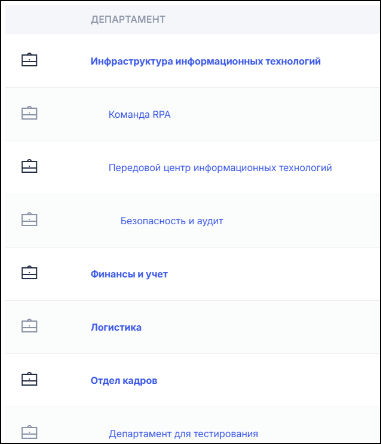 ДЕПАРТАМЕНТ
Инфраструктура информационных технологий
Команда RPA
Передовой центр информационных технологий
Безопасность и аудит
Финансы и учет
Логистика
Отдел кадров
Департамент для тестирования